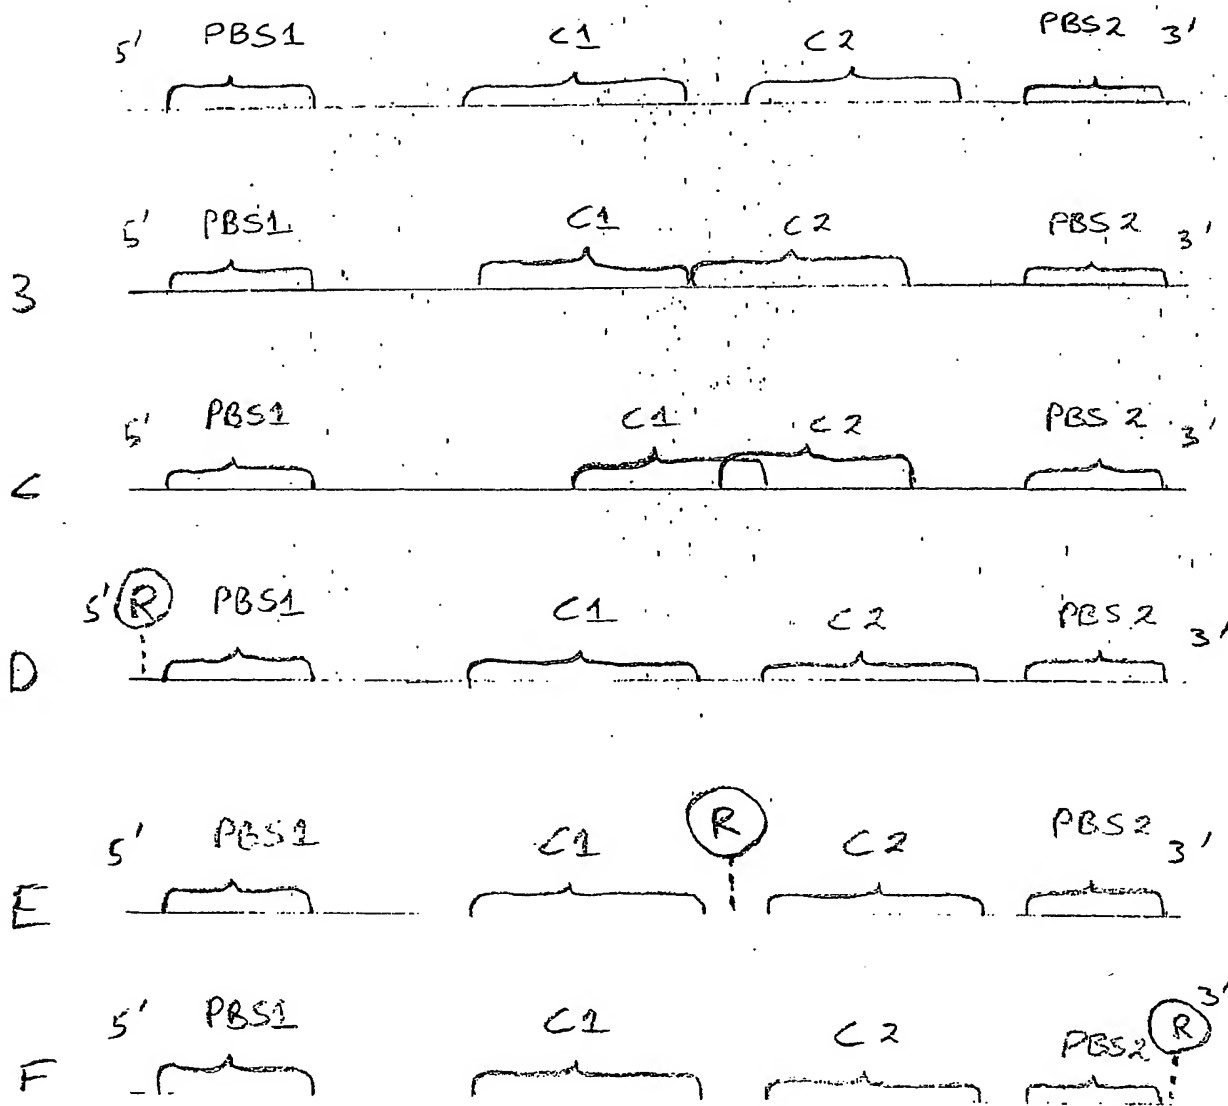 5' PBS1 C1 C2 PBS2 3'
5' PBS1 C1 C2 PBS2 3'
3
5' PBS1 C1 C2 PBS2 3'
C
5' R PBS1 C1 C2 PBS2 3'
D
5' PBS1 C1 R C2 PBS2 3'
E
5' PBS1 C1 C2 PBS2 R 3'
F